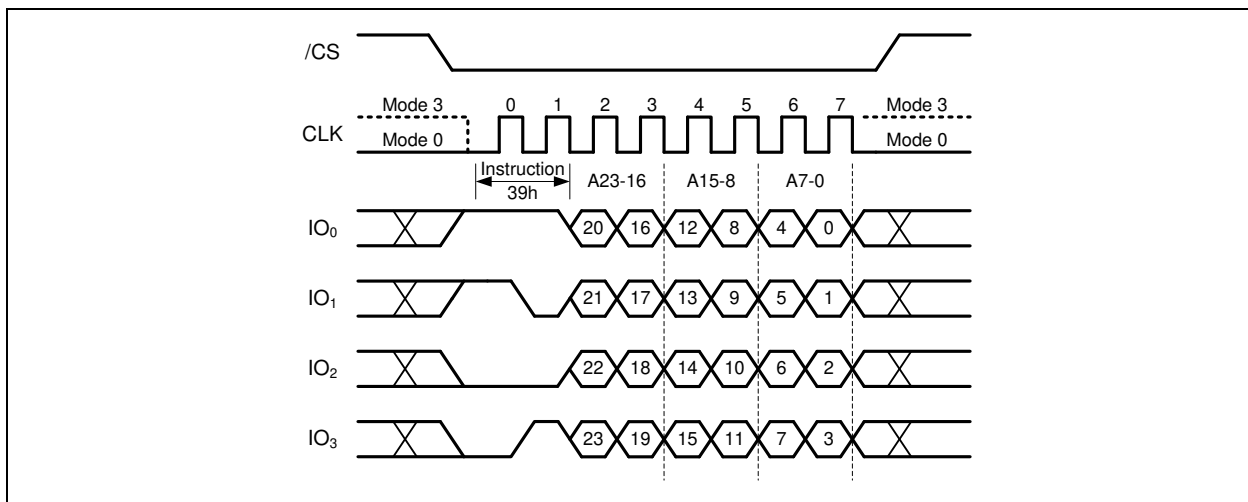 /CS
Mode 3 0 1 2 3 4 5 6 7 Mode 3
CLK
Mode 0 Mode 0
Instruction
39h
A23-16 A15-8 A7-0
IO₀ 20 16 12 8 4 0
IO₁ 21 17 13 9 5 1
IO₂ 22 18 14 10 6 2
IO₃ 23 19 15 11 7 3